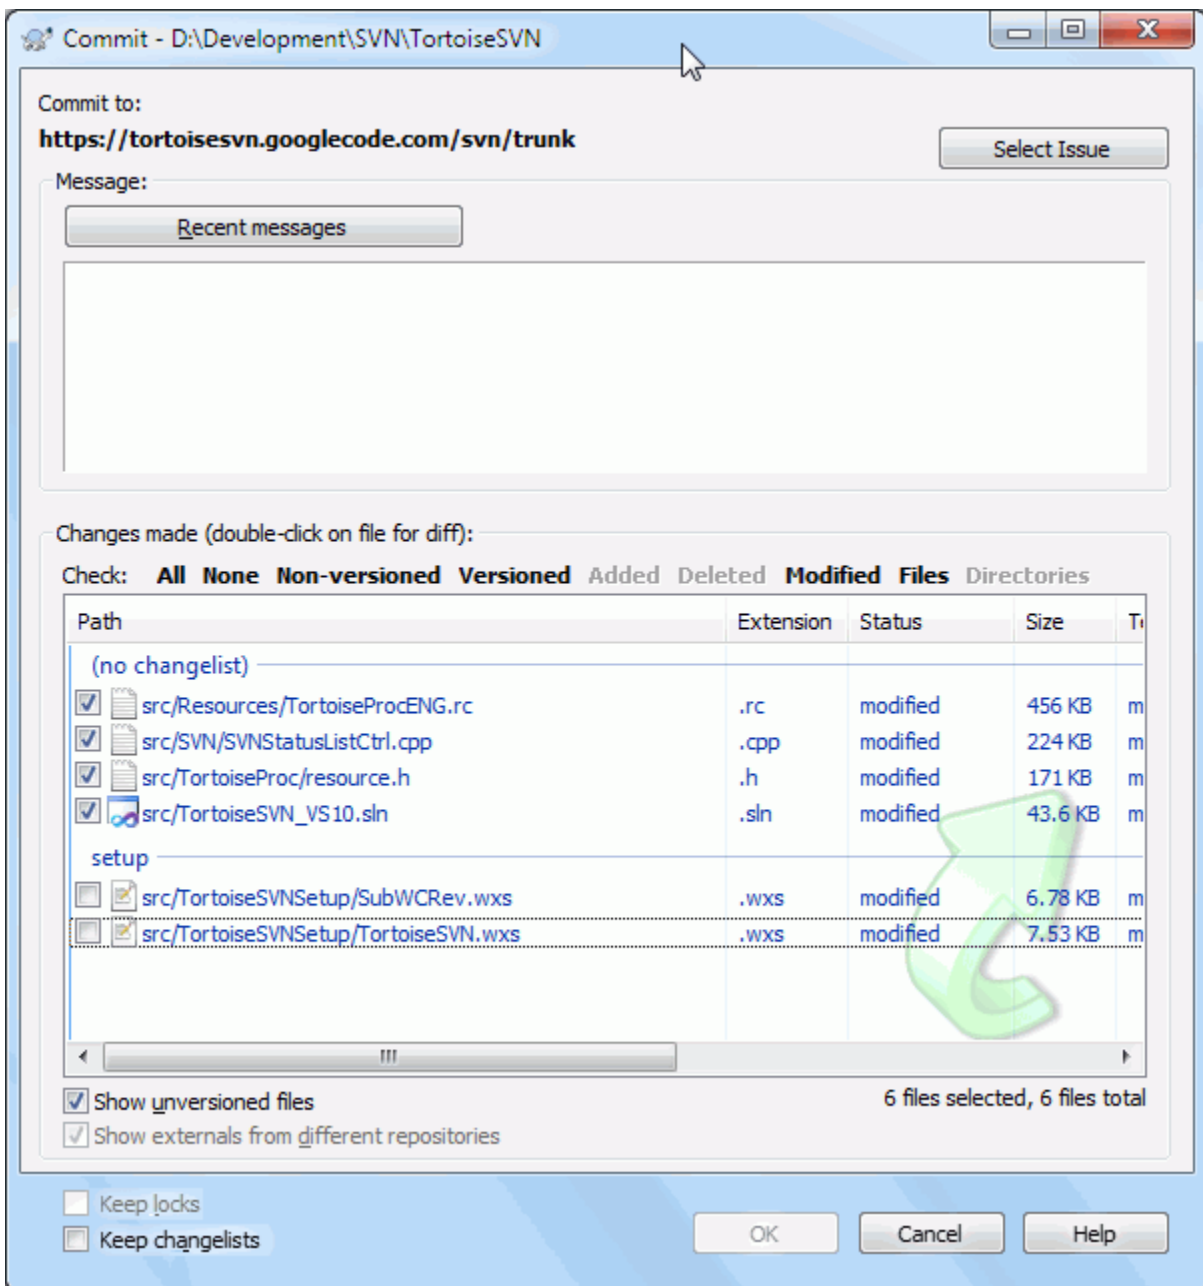 Commit - D:\Development\SVN\TortoiseSVN
Commit to:
https://tortoisesvn.googlecode.com/svn/trunk
Select Issue
Message:
Recent messages
Changes made (double-click on file for diff):
Check: All None Non-versioned Versioned Added Deleted Modified Files Directories
Path Extension Status Size
(no changelist)
src/Resources/TortoiseProcENG.rc .rc modified 456 KB m
src/SVN/SVNStatusListCtrl.cpp .cpp modified 224 KB m
src/TortoiseProc/resource.h .h modified 171 KB m
src/TortoiseSVN_VS10.sln .sln modified 43.6 KB m
setup
src/TortoiseSVNSetup/SubWCRev.wxs .wxs modified 6.78 KB m
src/TortoiseSVNSetup/TortoiseSVN.wxs .wxs modified 7.53 KB m
Show unversioned files
6 files selected, 6 files total
Show externals from different repositories
Keep locks
Keep changelists
OK Cancel Help